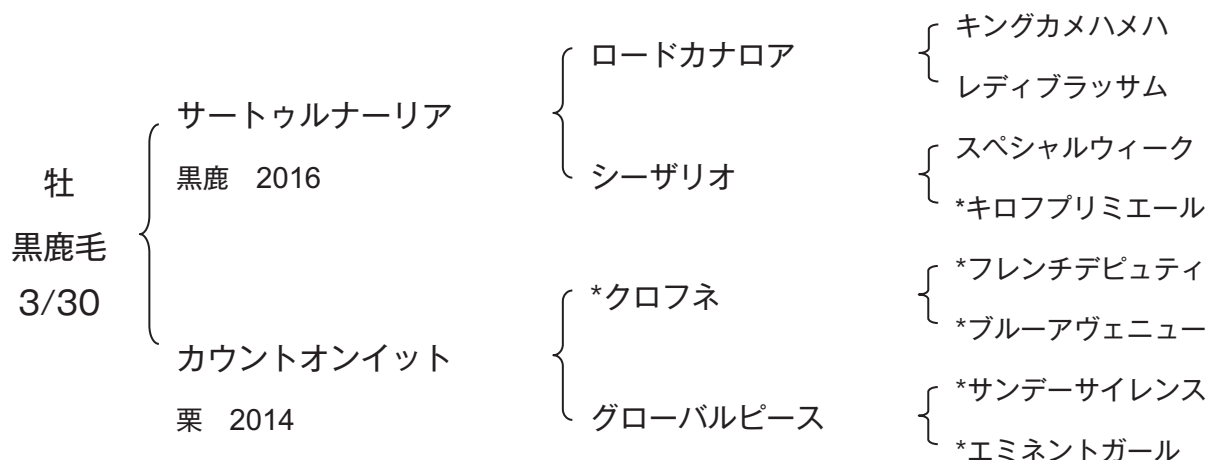 牡
黒鹿毛
3/30
サートゥルナーリア
黒鹿 2016
カウントオンイット
栗 2014
ロードカナロア
シーザリオ
*クロフネ
グローバルピース
キングカメハメハ
レディブラッサム
スペシャルウィーク
*キロフプリミエール
*フレンチデピュティ
*ブルーアヴェニュー
*サンデーサイレンス
*エミネントガール